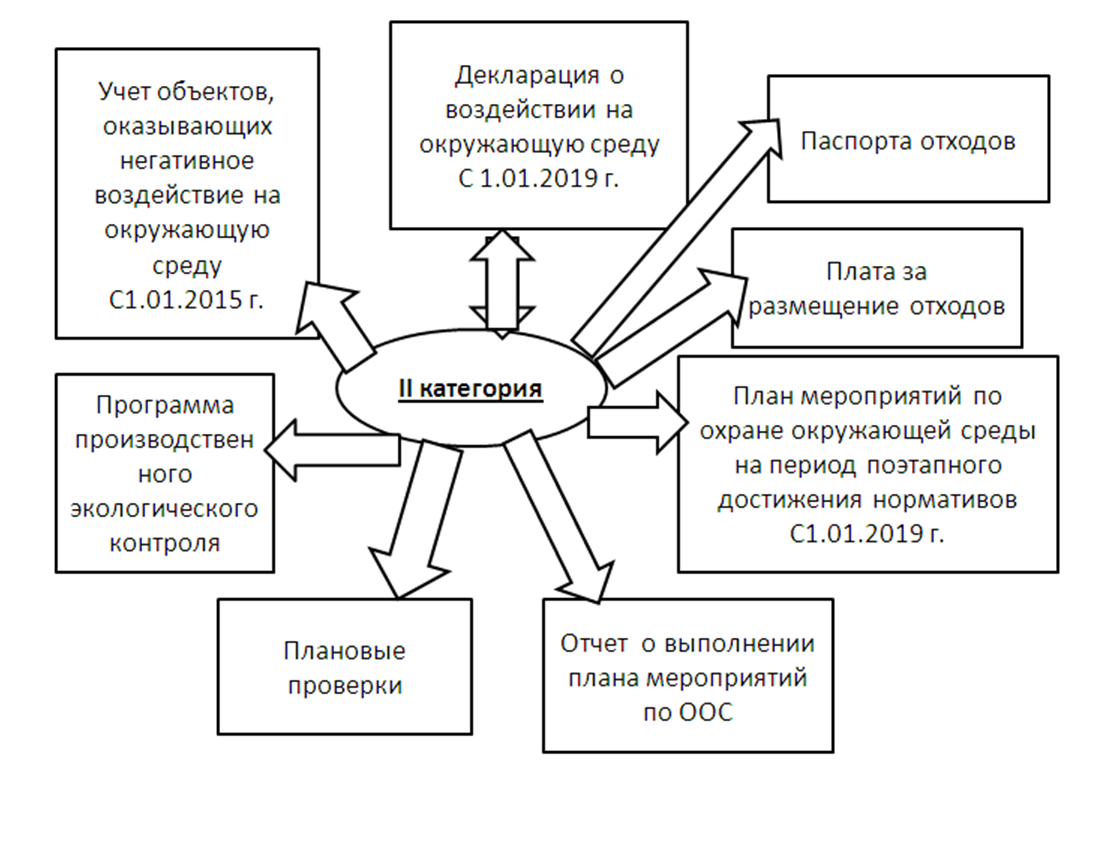 Учет объектов,
оказывающих
негативное
воздействие на
окружающую
среду
С1.01.2015 г.
Декларация о
воздействии на
окружающую среду
С 1.01.2019 г.
Паспорта отходов
Плата за
размещение отходов
II категория
План мероприятий по
охране окружающей среды
на период поэтапного
достижения нормативов
С1.01.2019 г.
Программа
производствен
ного
экологического
контроля
Плановые
проверки
Отчет о выполнении
плана мероприятий
по ООС